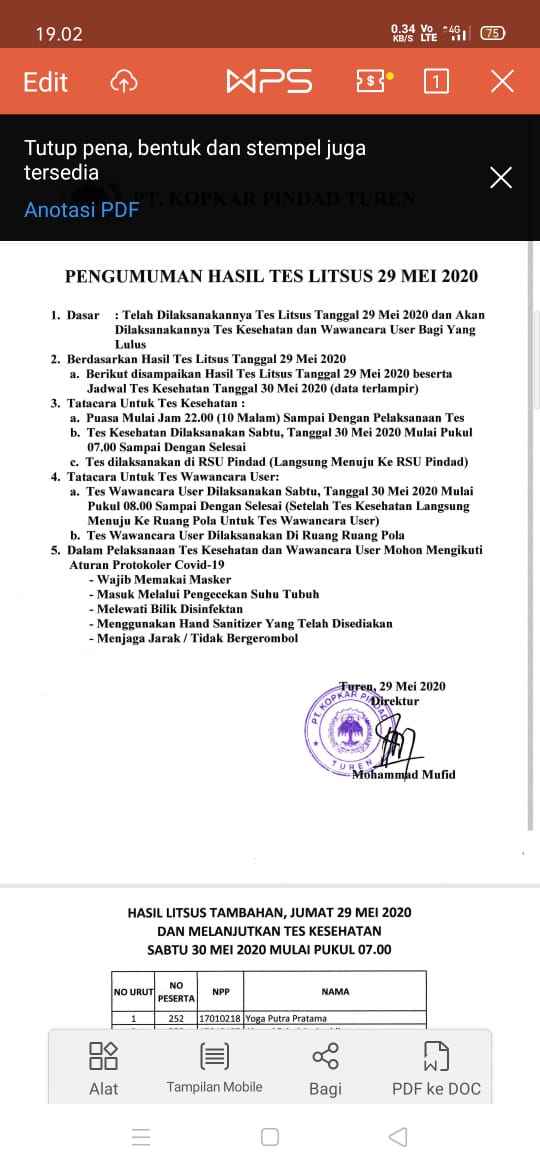 19.02
0.34 KB/S Vo LTE 4G 75
Edit
WPS
$
1
Tutup pena, bentuk dan stempel juga
tersedia
Anotasi PDF
PT. KOPKAR PINDAD TUREN
PENGUMUMAN HASIL TES LITSUS 29 MEI 2020
1. Dasar : Telah Dilaksanakannya Tes Litsus Tanggal 29 Mei 2020 dan Akan
Dilaksanakannya Tes Kesehatan dan Wawancara User Bagi Yang
Lulus
2. Berdasarkan Hasil Tes Litsus Tanggal 29 Mei 2020
a. Berikut disampaikan Hasil Tes Litsus Tanggal 29 Mei 2020 beserta
Jadwal Tes Kesehatan Tanggal 30 Mei 2020 (data terlampir)
3. Tatacara Untuk Tes Kesehatan :
a. Puasa Mulai Jam 22.00 (10 Malam) Sampai Dengan Pelaksanaan Tes
b. Tes Kesehatan Dilaksanakan Sabtu, Tanggal 30 Mei 2020 Mulai Pukul
07.00 Sampai Dengan Selesai
c. Tes dilaksanakan di RSU Pindad (Langsung Menuju Ke RSU Pindad)
4. Tatacara Untuk Tes Wawancara User:
a. Tes Wawancara User Dilaksanakan Sabtu, Tanggal 30 Mei 2020 Mulai
Pukul 08.00 Sampai Dengan Selesai (Setelah Tes Kesehatan Langsung
Menuju Ke Ruang Pola Untuk Tes Wawancara User)
b. Tes Wawancara User Dilaksanakan Di Ruang Ruang Pola
5. Dalam Pelaksanaan Tes Kesehatan dan Wawancara User Mohon Mengikuti
Aturan Protokoler Covid-19
- Wajib Memakai Masker
- Masuk Melalui Pengecekan Suhu Tubuh
- Melewati Bilik Disinfektan
- Menggunakan Hand Sanitizer Yang Telah Disediakan
- Menjaga Jarak / Tidak Bergerombol
Turen, 29 Mei 2020
Direktur
PT. KOPKAR PINDAD
TUREN
Mohammad Mufid
HASIL LITSUS TAMBAHAN, JUMAT 29 MEI 2020
DAN MELANJUTKAN TES KESEHATAN
SABTU 30 MEI 2020 MULAI PUKUL 07.00
NO URUT NO PESERTA NPP NAMA
1 252 17010218 Yoga Putra Pratama
Alat Tampilan Mobile Bagi PDF ke DOC